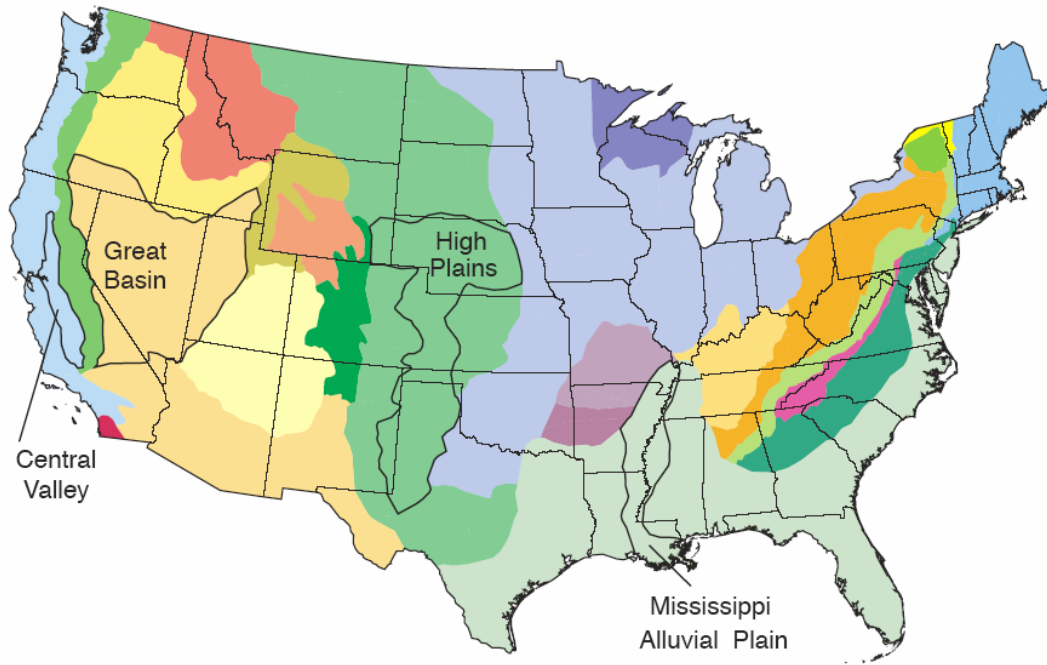 Great
Basin
High
Plains
Central
Valley
Mississippi
Alluvial Plain